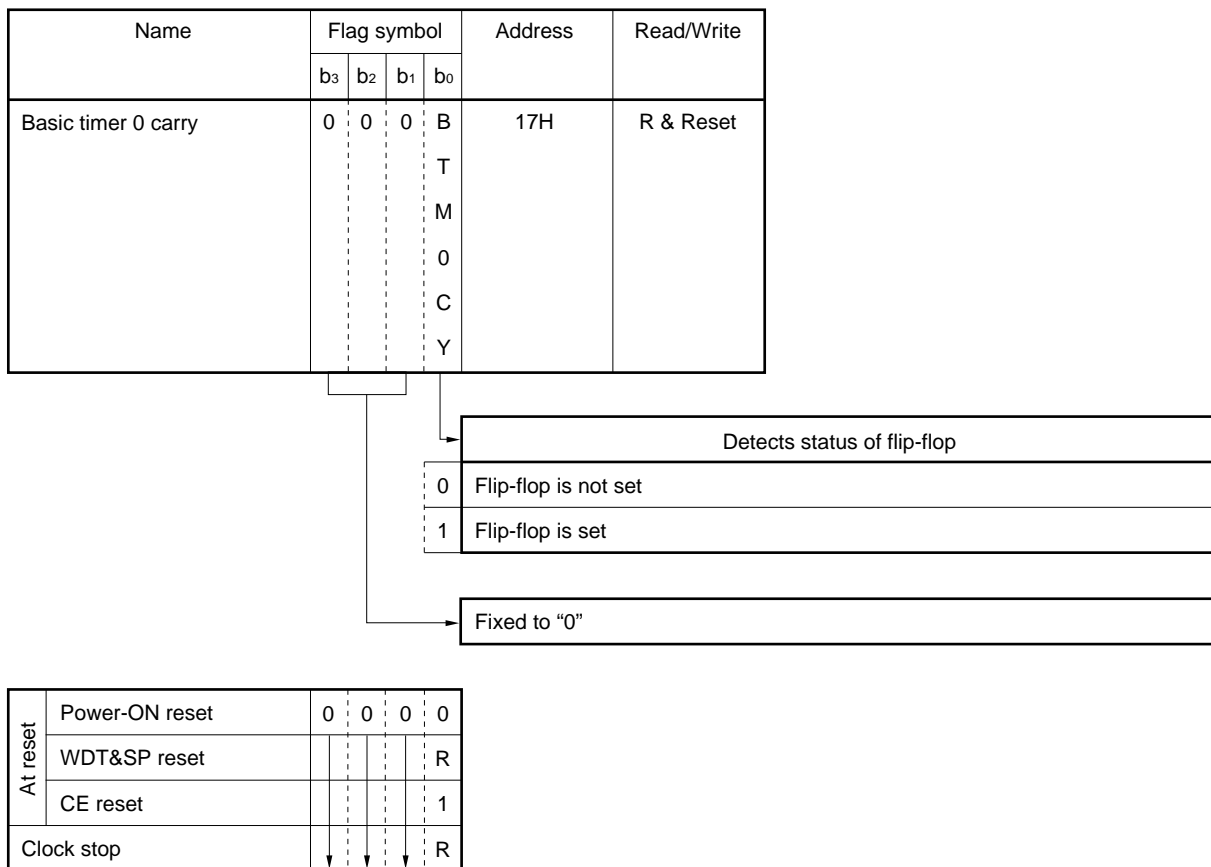 Name Flag symbol Address Read/Write
b3 b2 b1 b0
Basic timer 0 carry 0 0 0 B 17H R & Reset
T
M
0
C
Y
Detects status of flip-flop
0 Flip-flop is not set
1 Flip-flop is set
Fixed to “0”
At reset
Power-ON reset 0 0 0 0
WDT&SP reset R
CE reset 1
Clock stop R